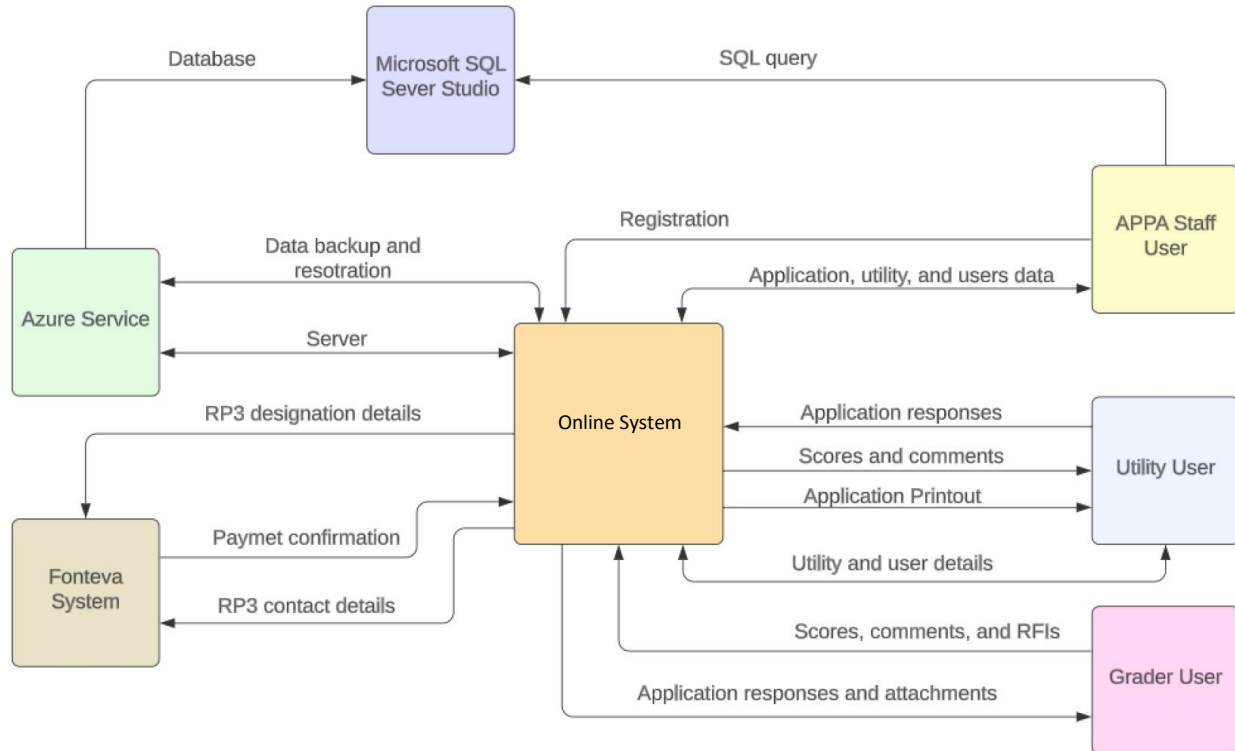 Database
Microsoft SQL
Sever Studio
SQL query
APPA Staff
User
Registration
Data backup and
resotration
Application, utility, and users data
Azure Service
Server
RP3 designation details
Online System
Application responses
Scores and comments
Utility User
Application Printout
Paymet confirmation
Fonteva
System
Utility and user details
RP3 contact details
Scores, comments, and RFIs
Grader User
Application responses and attachments